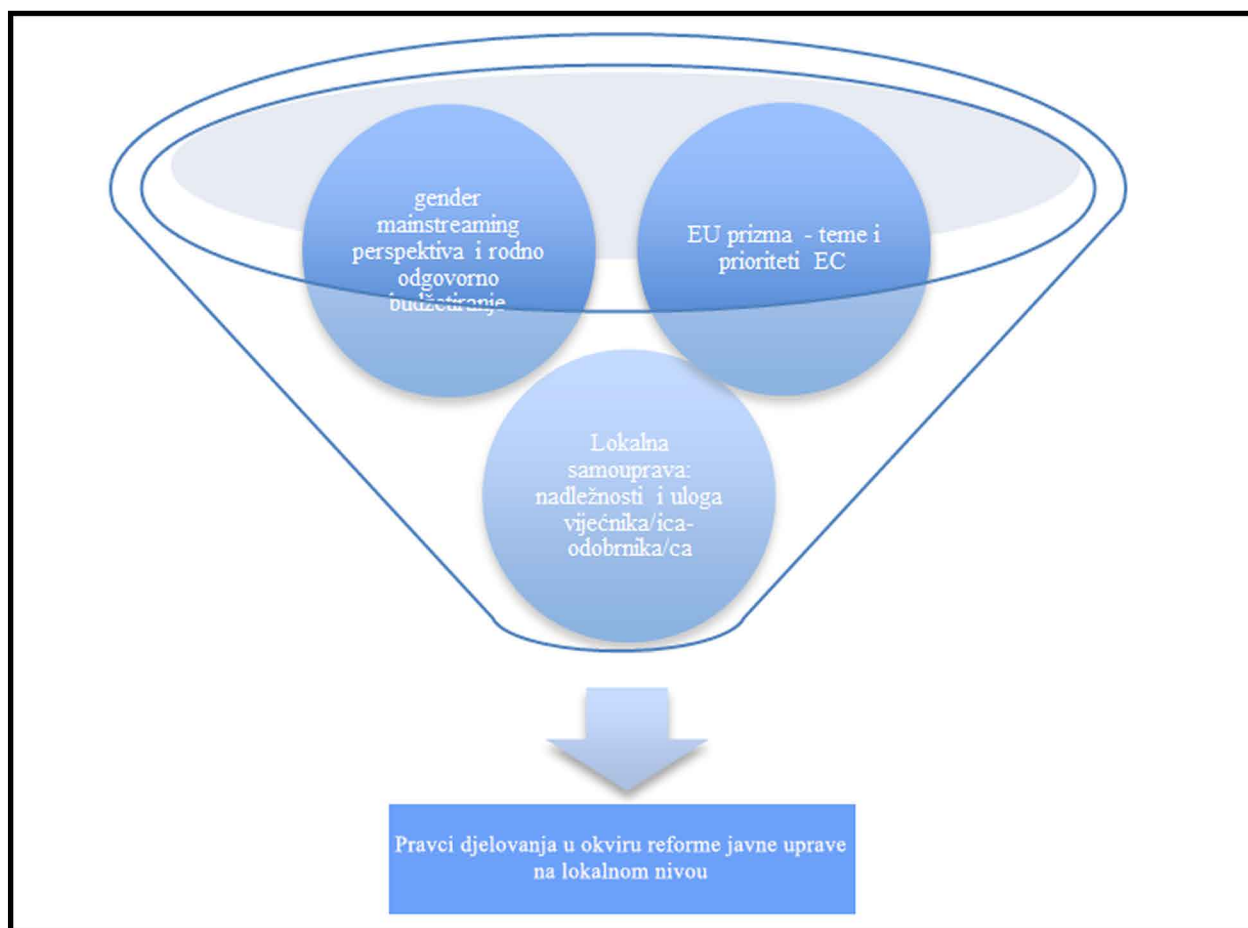 gender
mainstreaming
perspektiva i rodno
odgovorno
budžetiranje
EU prizma - teme i
prioriteti EC
Lokalna
samouprava:
nadležnosti i uloga
vijećnika/ica-
odobrnika/ca
Pravci djelovanja u okviru reforme javne uprave
na lokalnom nivou